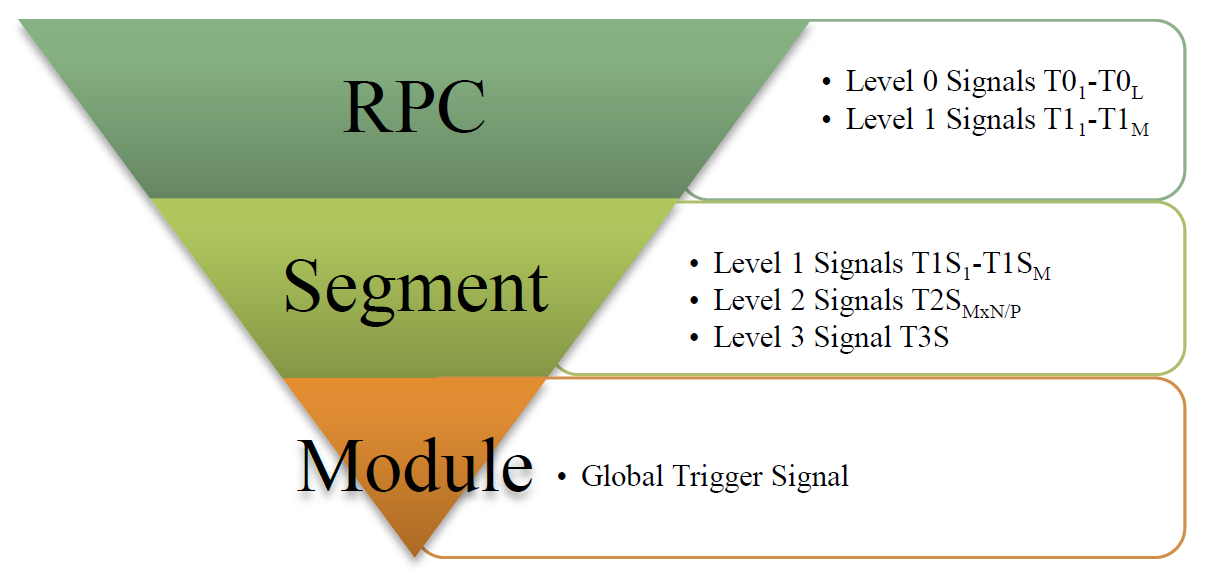 RPC
• Level 0 Signals T0₁-T0L
• Level 1 Signals T1₁-T1M
Segment
• Level 1 Signals T1S₁-T1SM
• Level 2 Signals T2SMxN/P
• Level 3 Signal T3S
Module
• Global Trigger Signal